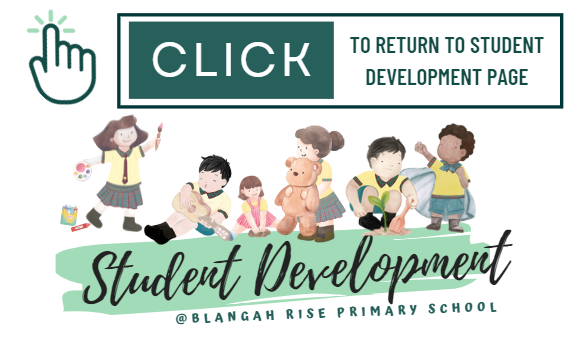 CLICK
TO RETURN TO STUDENT
DEVELOPMENT PAGE
Student Development
@BLANGAH RISE PRIMARY SCHOOL